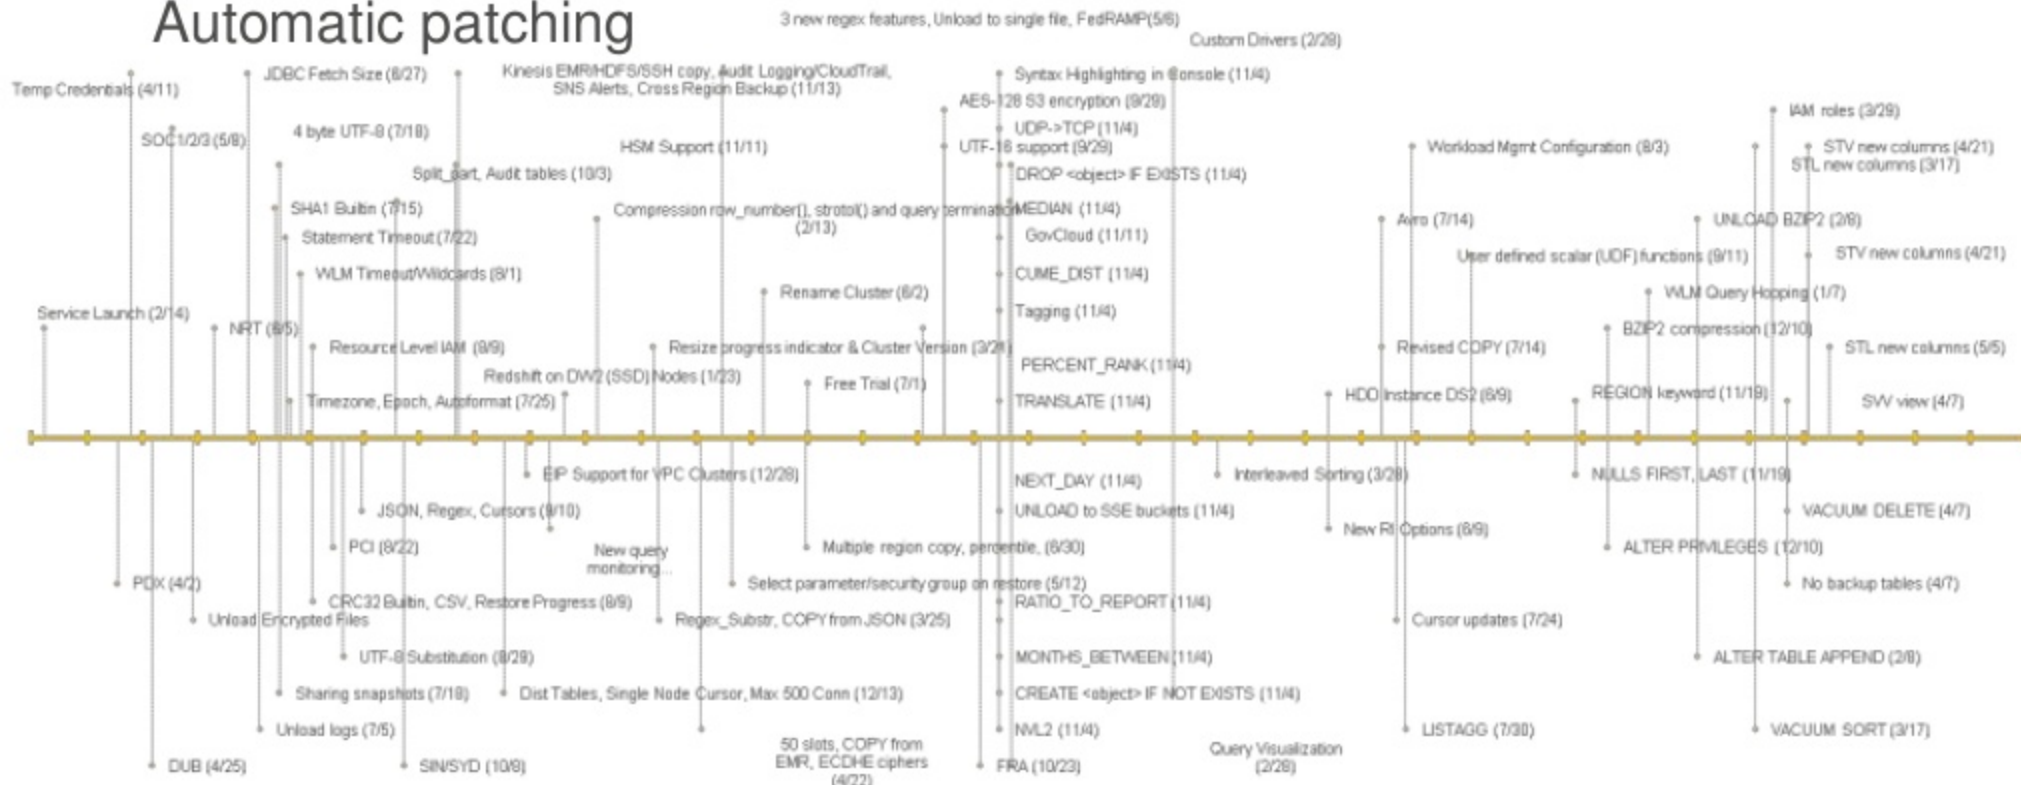 Automatic patching
3 new regex features, Unload to single file, FedRAMP(5/6)
Custom Drivers (2/28)
Temp Credentials (4/11)
JDBC Fetch Size (6/27)
Kinesis EMR/HDFS/SSH copy, Audit Logging/CloudTrail,
SNS Alerts, Cross Region Backup (11/13)
Syntax Highlighting in Console (11/4)
AES-128 S3 encryption (9/29)
IAM roles (3/29)
SOC1/2/3 (5/8)
4 byte UTF-8 (7/18)
HSM Support (11/11)
UDP->TCP (11/4)
UTF-16 support (9/29)
Workload Mgmt Configuration (8/3)
STV new columns (4/21)
STL new columns (3/17)
Split_part, Audit tables (10/3)
DROP <object> IF EXISTS (11/4)
SHA1 Builtin (7/15)
Compression row_number(), strotol() and query termination
(2/13)
MEDIAN (11/4)
Avro (7/14)
UNLOAD BZIP2 (2/8)
Statement Timeout (7/22)
GovCloud (11/11)
User defined scalar (UDF) functions (9/11)
STV new columns (4/21)
WLM Timeout/Wildcards (8/1)
CUME_DIST (11/4)
Rename Cluster (6/2)
WLM Query Hopping (1/7)
Service Launch (2/14)
Tagging (11/4)
NRT (6/5)
BZIP2 compression (12/10)
Resource Level IAM (8/9)
Resize progress indicator & Cluster Version (3/21)
Revised COPY (7/14)
STL new columns (5/5)
PERCENT_RANK (11/4)
Redshift on DW2 (SSD) Nodes (1/23)
Free Trial (7/1)
HDD Instance DS2 (6/9)
REGION keyword (11/19)
Timezone, Epoch, Autoformat (7/25)
TRANSLATE (11/4)
SVV view (4/7)
EIP Support for VPC Clusters (12/28)
NEXT_DAY (11/4)
Interleaved Sorting (3/28)
NULLS FIRST, LAST (11/19)
JSON, Regex, Cursors (9/10)
UNLOAD to SSE buckets (11/4)
VACUUM DELETE (4/7)
New RI Options (6/9)
PCI (8/22)
New query
monitoring...
Multiple region copy, percentile, (6/30)
ALTER PRIVILEGES (12/10)
PDX (4/2)
Select parameter/security group on restore (5/12)
No backup tables (4/7)
CRC32 Builtin, CSV, Restore Progress (8/9)
RATIO_TO_REPORT (11/4)
Unload Encrypted Files
Regex_Substr, COPY from JSON (3/25)
Cursor updates (7/24)
UTF-8 Substitution (8/29)
MONTHS_BETWEEN (11/4)
ALTER TABLE APPEND (2/8)
Sharing snapshots (7/18)
Dist Tables, Single Node Cursor, Max 500 Conn (12/13)
CREATE <object> IF NOT EXISTS (11/4)
Unload logs (7/5)
NVL2 (11/4)
LISTAGG (7/30)
VACUUM SORT (3/17)
50 slots, COPY from
EMR, ECDHE ciphers
(4/22)
Query Visualization
(2/28)
DUB (4/25)
SIN/SYD (10/8)
FRA (10/23)